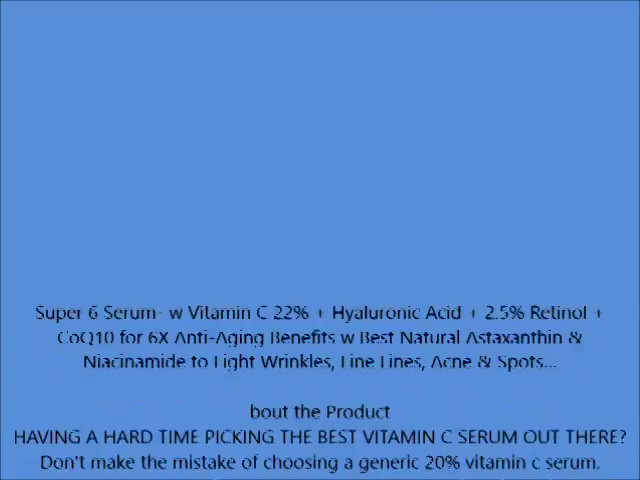 Super 6 Serum- w Vitamin C 22% + Hyaluronic Acid + 2.5% Retinol +
CoQ10 for 6X Anti-Aging Benefits w Best Natural Astaxanthin &
Niacinamide to Fight Wrinkles, Fine Lines, Acne & Spots...
bout the Product
HAVING A HARD TIME PICKING THE BEST VITAMIN C SERUM OUT THERE?
Don't make the mistake of choosing a generic 20% vitamin c serum.